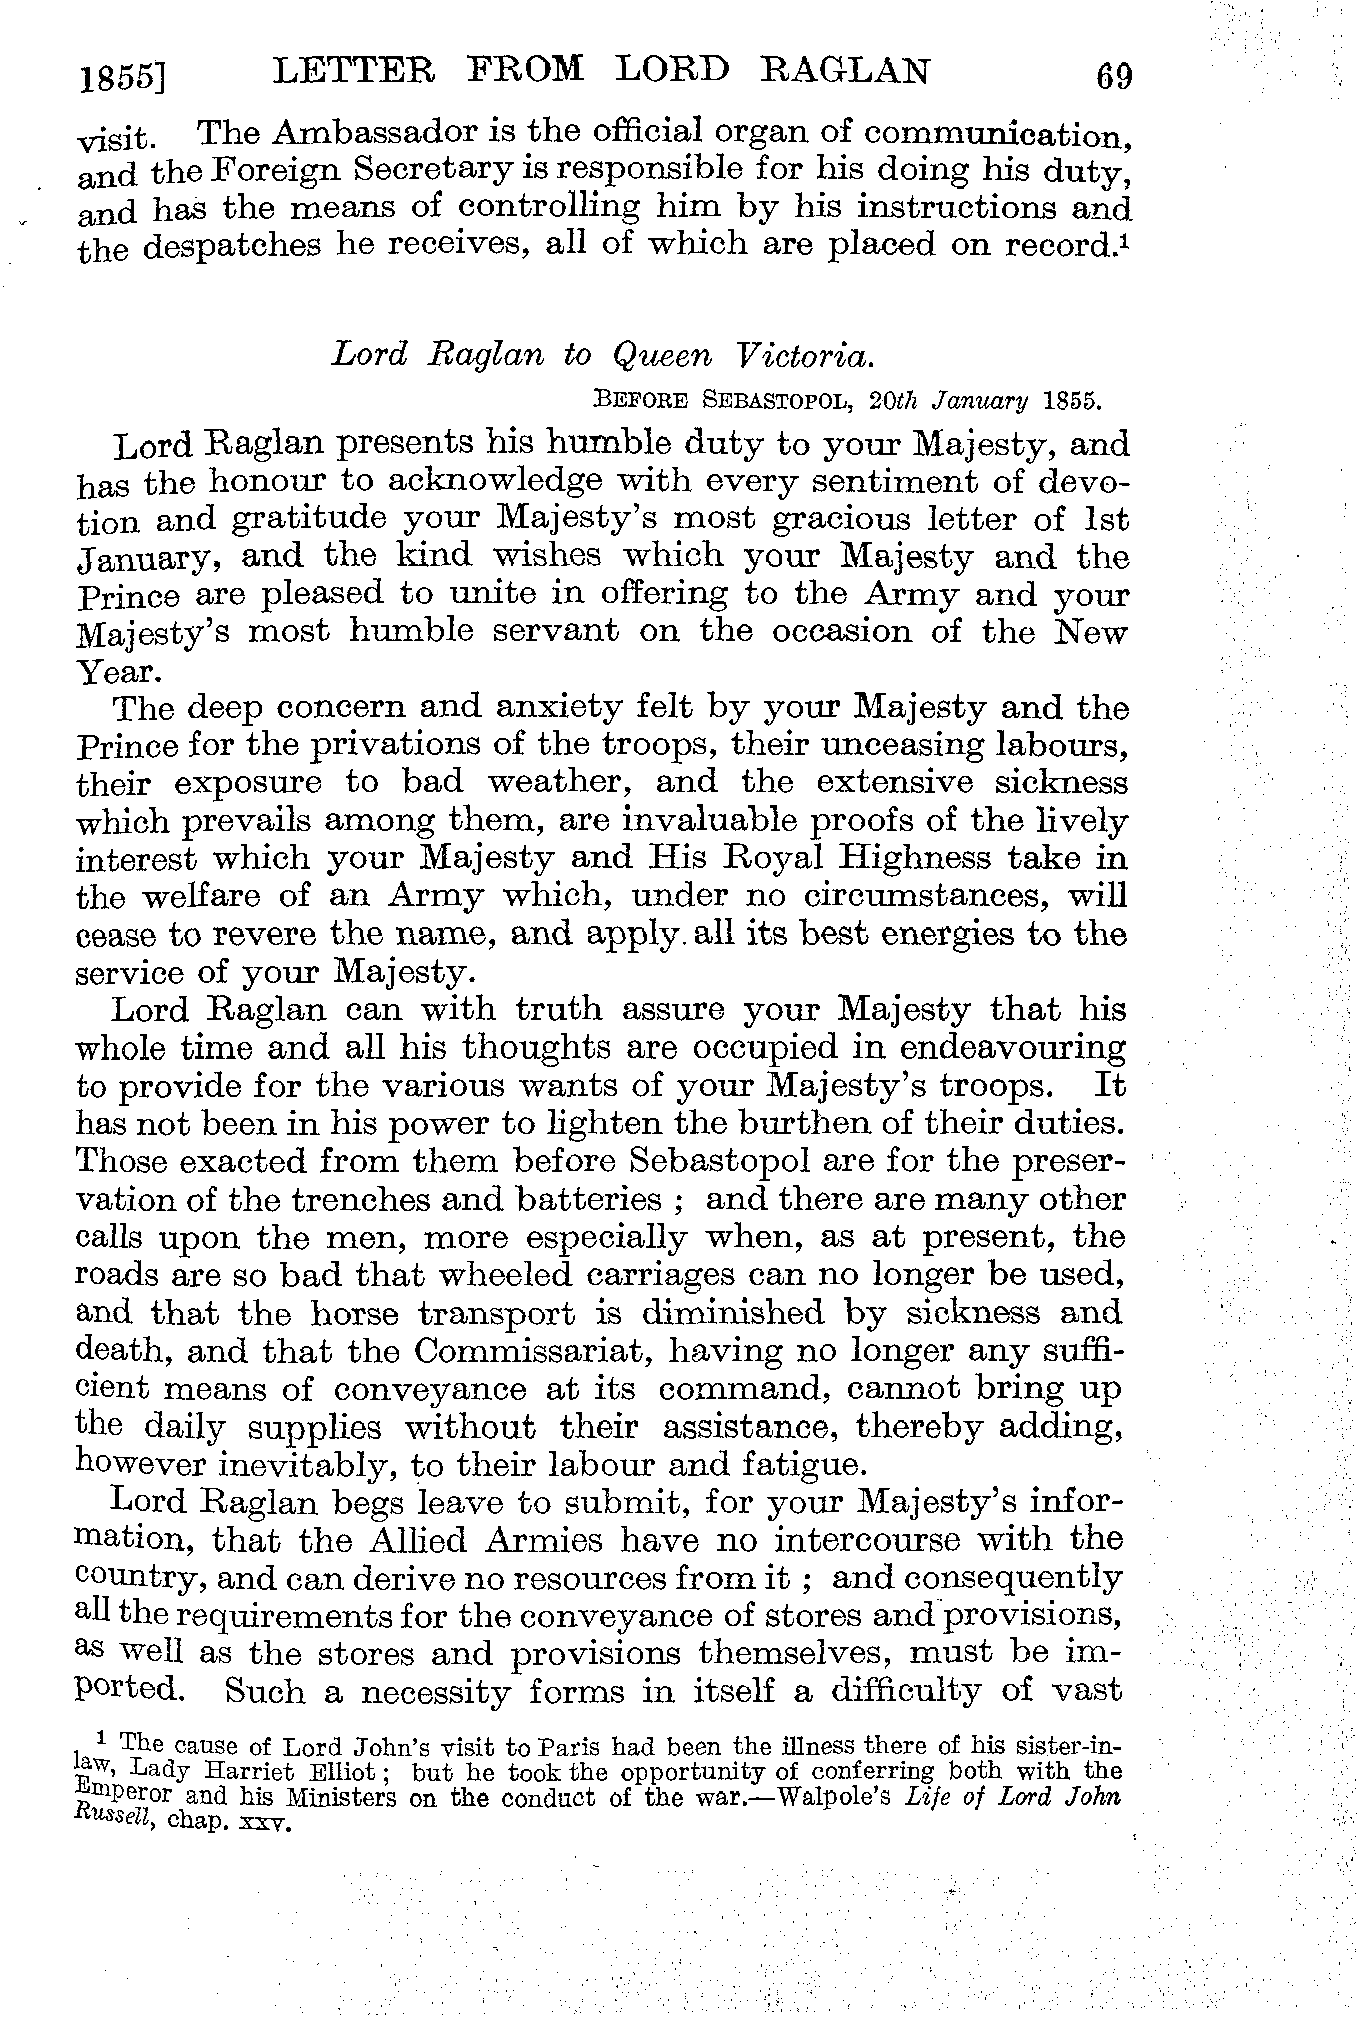 1855] LETTER FROM LORD RAGLAN 69
visit. The Ambassador is the official organ of communication,
and the Foreign Secretary is responsible for his doing his duty,
and has the means of controlling him by his instructions and
the despatches he receives, all of which are placed on record.¹
Lord Raglan to Queen Victoria.
BEFORE SEBASTOPOL, 20th January 1855.
Lord Raglan presents his humble duty to your Majesty, and
has the honour to acknowledge with every sentiment of devo-
tion and gratitude your Majesty's most gracious letter of 1st
January, and the kind wishes which your Majesty and the
Prince are pleased to unite in offering to the Army and your
Majesty's most humble servant on the occasion of the New
Year.
The deep concern and anxiety felt by your Majesty and the
Prince for the privations of the troops, their unceasing labours,
their exposure to bad weather, and the extensive sickness
which prevails among them, are invaluable proofs of the lively
interest which your Majesty and His Royal Highness take in
the welfare of an Army which, under no circumstances, will
cease to revere the name, and apply all its best energies to the
service of your Majesty.
Lord Raglan can with truth assure your Majesty that his
whole time and all his thoughts are occupied in endeavouring
to provide for the various wants of your Majesty's troops. It
has not been in his power to lighten the burthen of their duties.
Those exacted from them before Sebastopol are for the preser-
vation of the trenches and batteries ; and there are many other
calls upon the men, more especially when, as at present, the
roads are so bad that wheeled carriages can no longer be used,
and that the horse transport is diminished by sickness and
death, and that the Commissariat, having no longer any suffi-
cient means of conveyance at its command, cannot bring up
the daily supplies without their assistance, thereby adding,
however inevitably, to their labour and fatigue.
Lord Raglan begs leave to submit, for your Majesty's infor-
mation, that the Allied Armies have no intercourse with the
country, and can derive no resources from it ; and consequently
all the requirements for the conveyance of stores and provisions,
as well as the stores and provisions themselves, must be im-
ported. Such a necessity forms in itself a difficulty of vast
¹ The cause of Lord John's visit to Paris had been the illness there of his sister-in-
law, Lady Harriet Elliot ; but he took the opportunity of conferring both with the
Emperor and his Ministers on the conduct of the war.—Walpole's Life of Lord John
Russell, chap. xxv.